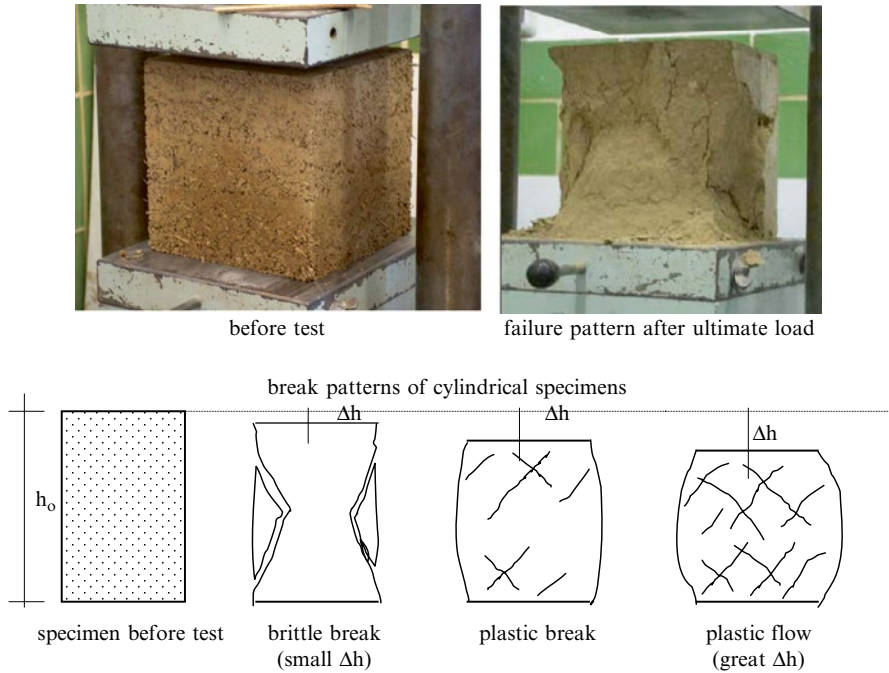 before test
failure pattern after ultimate load
break patterns of cylindrical specimens
Δh
Δh
Δh
hₒ
specimen before test
brittle break
(small Δh)
plastic break
plastic flow
(great Δh)